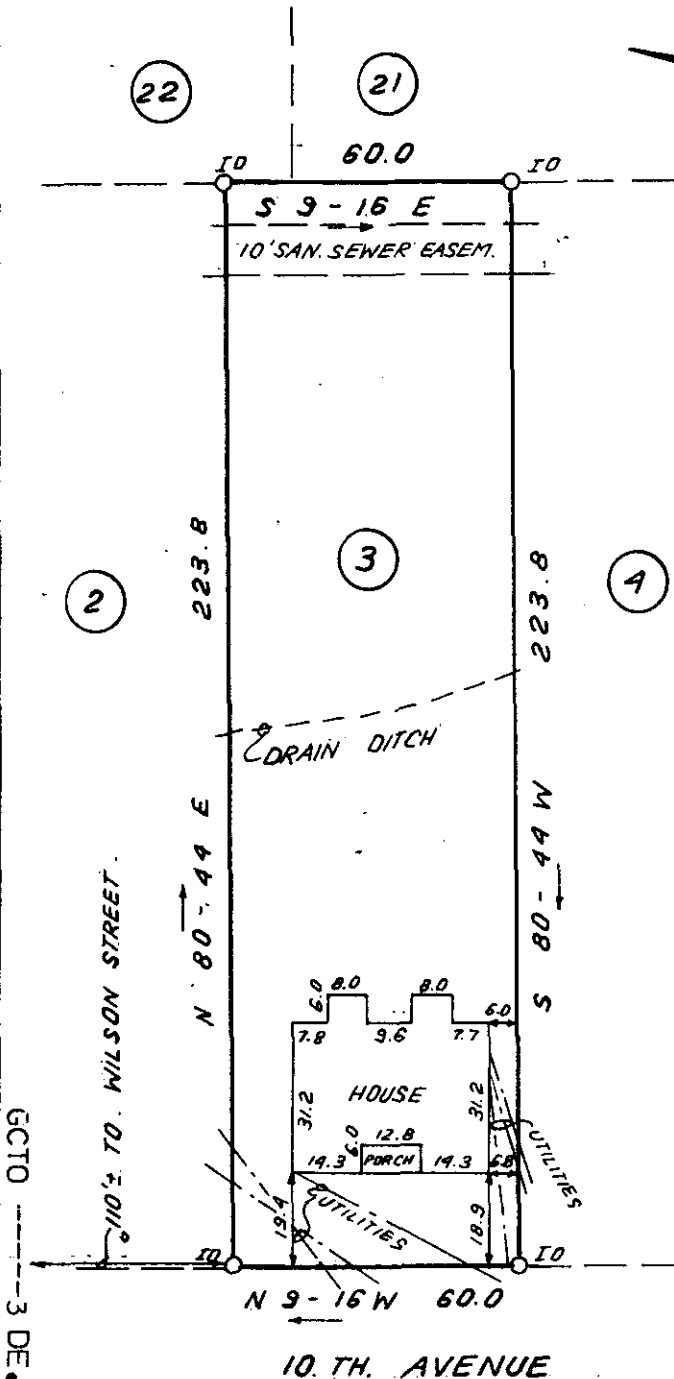 22
21
60.0
IO
IO
S 9-16 E
10' SAN. SEWER EASEM.
223.8
3
223.8
2
4
DRAIN DITCH
N 80-44 E
S 80-44 W
110'± TO WILSON STREET
6.0
8.0
8.0
6.0
7.8
9.6
7.7
31.2
HOUSE
31.2
6.0
12.8
PORCH
14.3
14.3
6.8
UTILITIES
19.4
UTILITIES
18.9
IO
IO
N 9-16 W 60.0
10. TH. AVENUE
GCTO -----3 DE